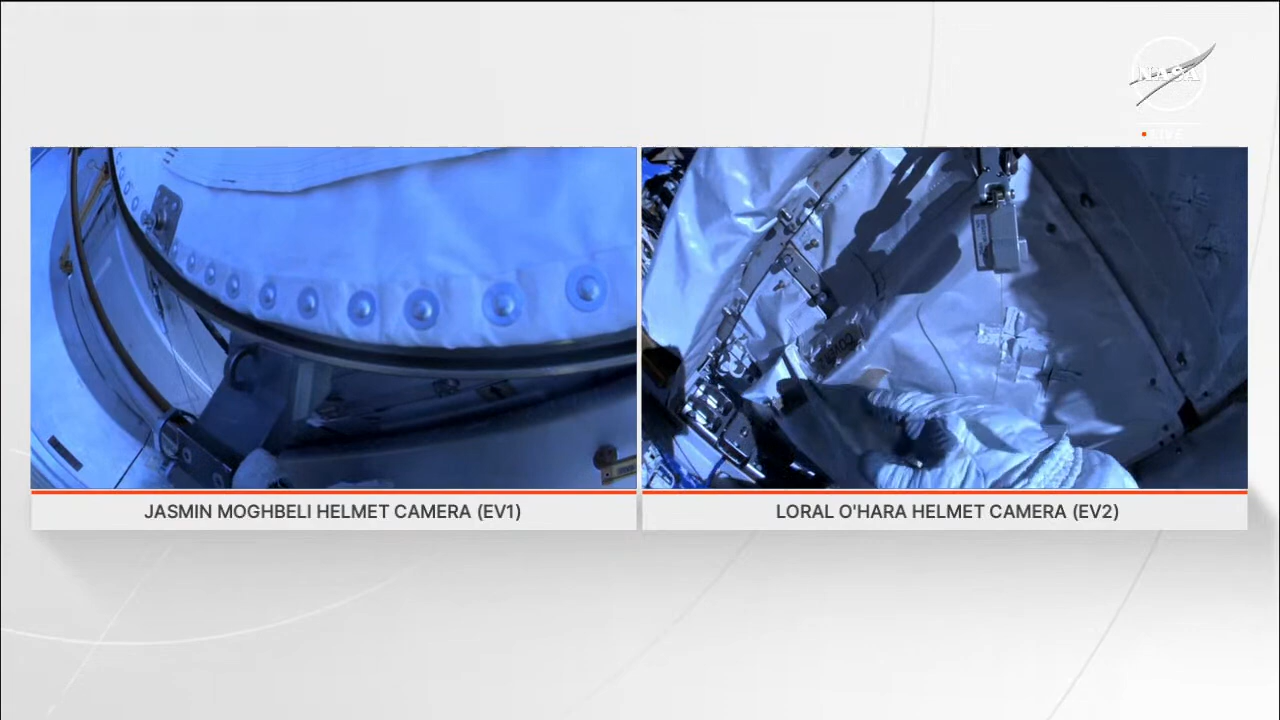 NASA
LIVE
JASMIN MOGHBELI HELMET CAMERA (EV1)
LORAL O'HARA HELMET CAMERA (EV2)